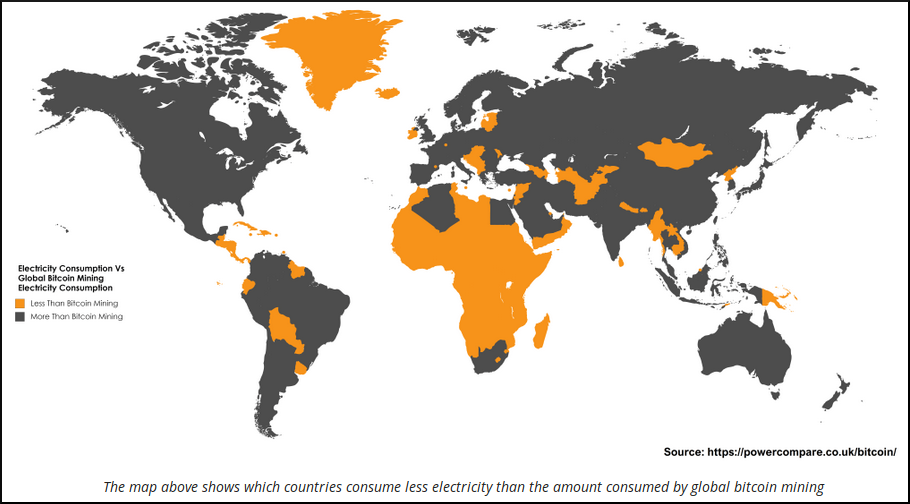 Electricity Consumption Vs
Global Bitcoin Mining
Electricity Consumption
Less Than Bitcoin Mining
More Than Bitcoin Mining
Source: https://powercompare.co.uk/bitcoin/
The map above shows which countries consume less electricity than the amount consumed by global bitcoin mining